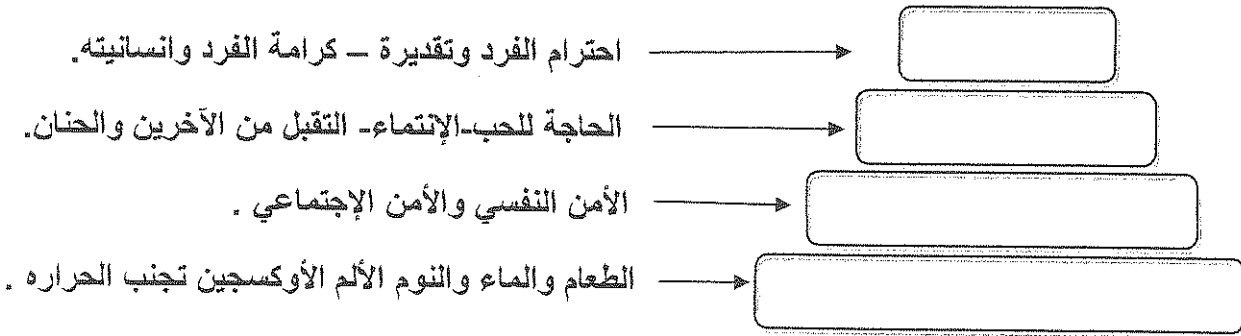 احترام الفرد وتقديرة – كرامة الفرد وانسانيته.
الحاجة للحب-الإنتماء- التقبل من الآخرين والحنان.
الأمن النفسي والأمن الإجتماعي .
الطعام والماء والنوم الألم الأوكسجين تجنب الحراره .